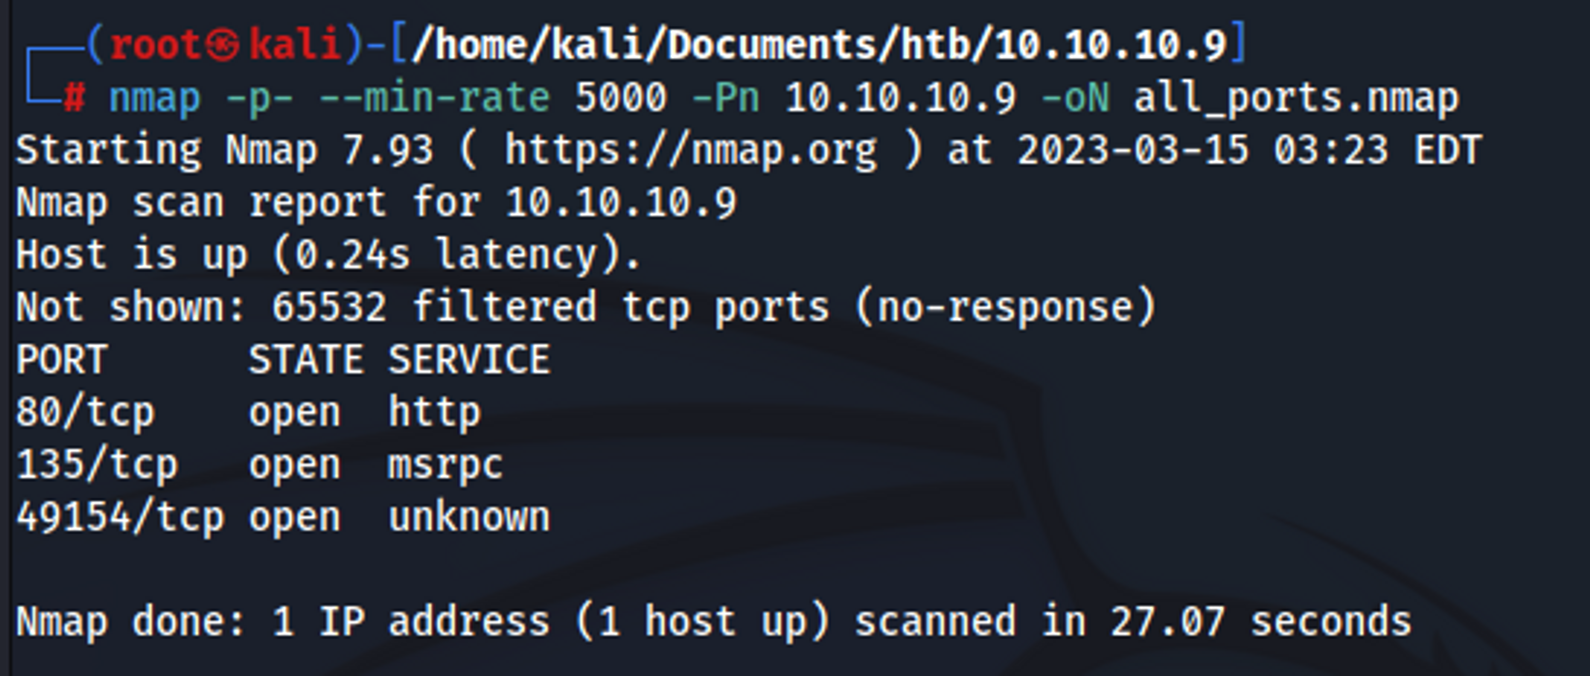 ┌──(root㉿kali)-[/home/kali/Documents/htb/10.10.10.9]
└─# nmap -p- --min-rate 5000 -Pn 10.10.10.9 -oN all_ports.nmap
Starting Nmap 7.93 ( https://nmap.org ) at 2023-03-15 03:23 EDT
Nmap scan report for 10.10.10.9
Host is up (0.24s latency).
Not shown: 65532 filtered tcp ports (no-response)
PORT      STATE SERVICE
80/tcp    open  http
135/tcp   open  msrpc
49154/tcp open  unknown
Nmap done: 1 IP address (1 host up) scanned in 27.07 seconds